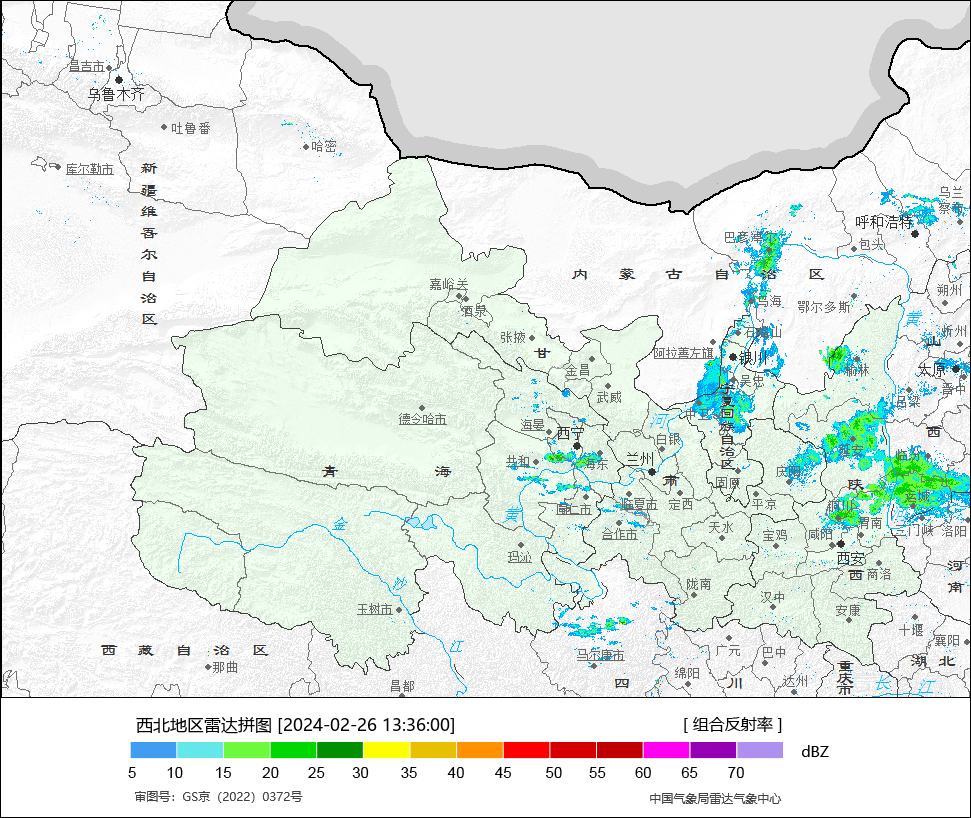 昌吉市
乌鲁木齐
吐鲁番
哈密
库尔勒市
新疆维吾尔自治区
乌兰察布
呼和浩特
包头
内蒙古自治区
朔州
嘉峪关
酒泉
乌海
鄂尔多斯
黄
忻州
石嘴山
张掖
甘
阿拉善左旗
银川
山
太原
榆林
金昌
吴忠
晋中
武威
宁夏回族自治区
吕梁
德令哈市
海晏
西宁
河
白银
西
共和
海东
兰州
庆阳
青海
固原
陕
黄
同仁市
临夏市
肃
定西
平凉
金
合作市
天水
宝鸡
咸阳
渭南
三门峡
洛阳
玛沁
西安
西
商洛
河南
沙
陇南
汉中
玉树市
安康
十堰
西藏自治区
江
马尔康市
广元
巴中
襄阳
那曲
绵阳
重庆市
湖北
昌都
四川
达州
长江
西北地区雷达拼图 [2024-02-26 13:36:00]
[ 组合反射率 ]
dBZ
5 10 15 20 25 30 35 40 45 50 55 60 65 70
审图号：GS京（2022）0372号
中国气象局雷达气象中心